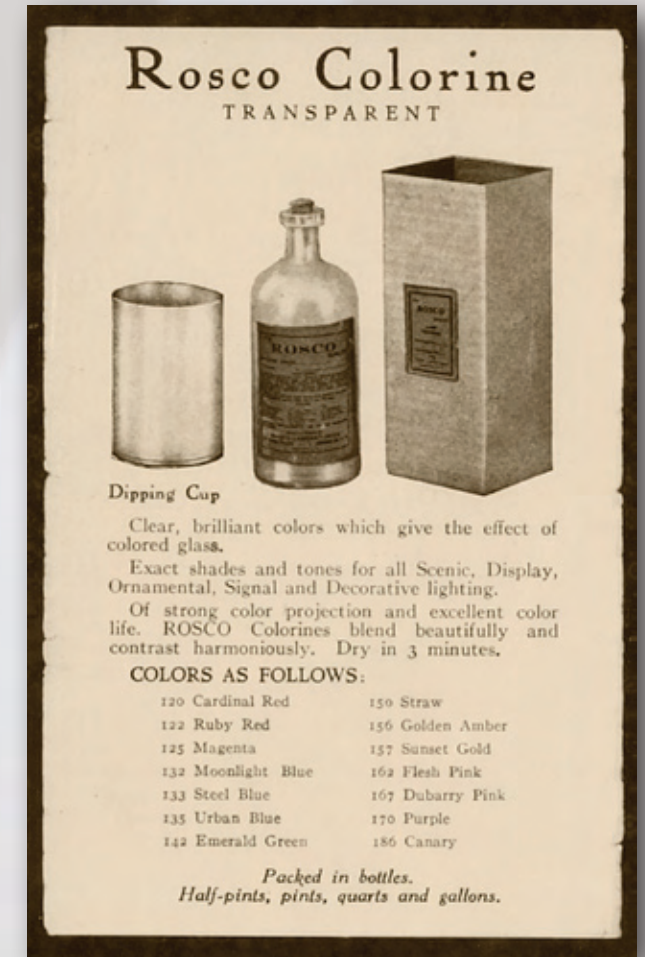 Rosco Colorine
TRANSPARENT
ROSCO
ROSCO
Dipping Cup
Clear, brilliant colors which give the effect of
colored glass.
Exact shades and tones for all Scenic, Display,
Ornamental, Signal and Decorative lighting.
Of strong color projection and excellent color
life. ROSCO Colorines blend beautifully and
contrast harmoniously. Dry in 3 minutes.
COLORS AS FOLLOWS:
120 Cardinal Red
122 Ruby Red
125 Magenta
132 Moonlight Blue
133 Steel Blue
135 Urban Blue
142 Emerald Green
150 Straw
156 Golden Amber
157 Sunset Gold
162 Flesh Pink
167 Dubarry Pink
170 Purple
186 Canary
Packed in bottles.
Half-pints, pints, quarts and gallons.